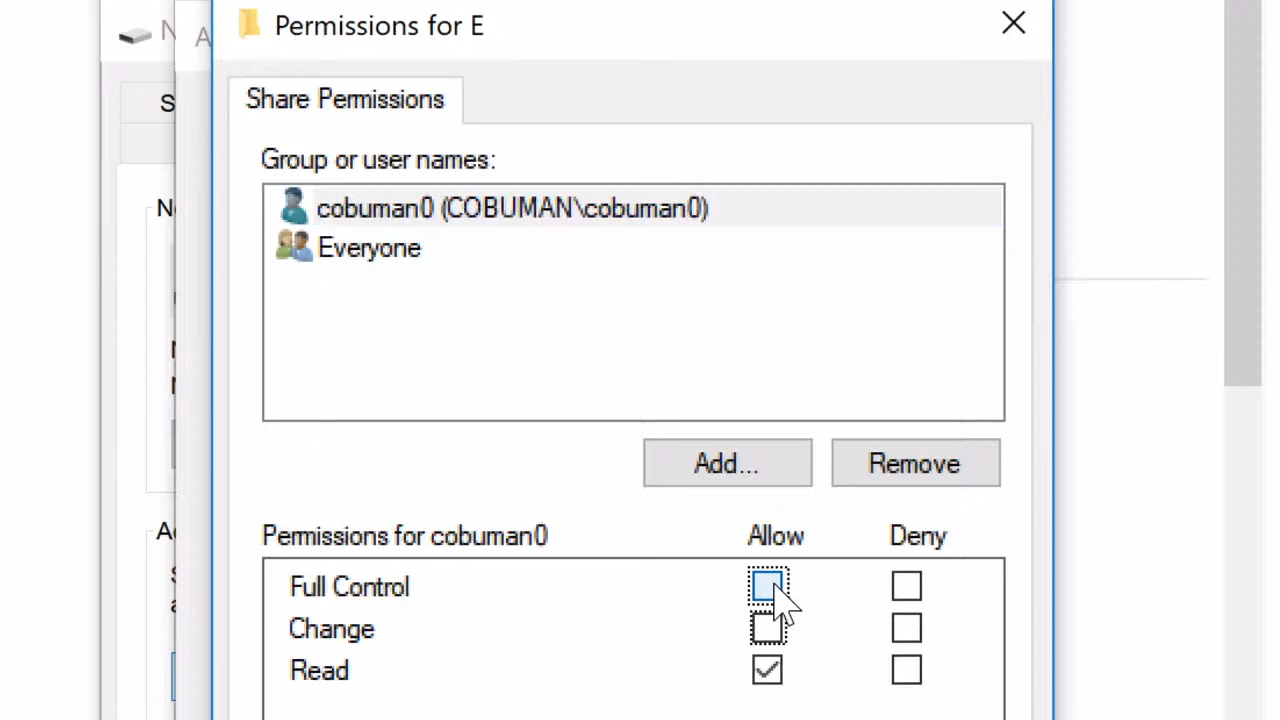 Permissions for E
Share Permissions
Group or user names:
cobuman0 (COBUMAN\cobuman0)
Everyone
Add...
Remove
Permissions for cobuman0
Allow
Deny
Full Control
Change
Read